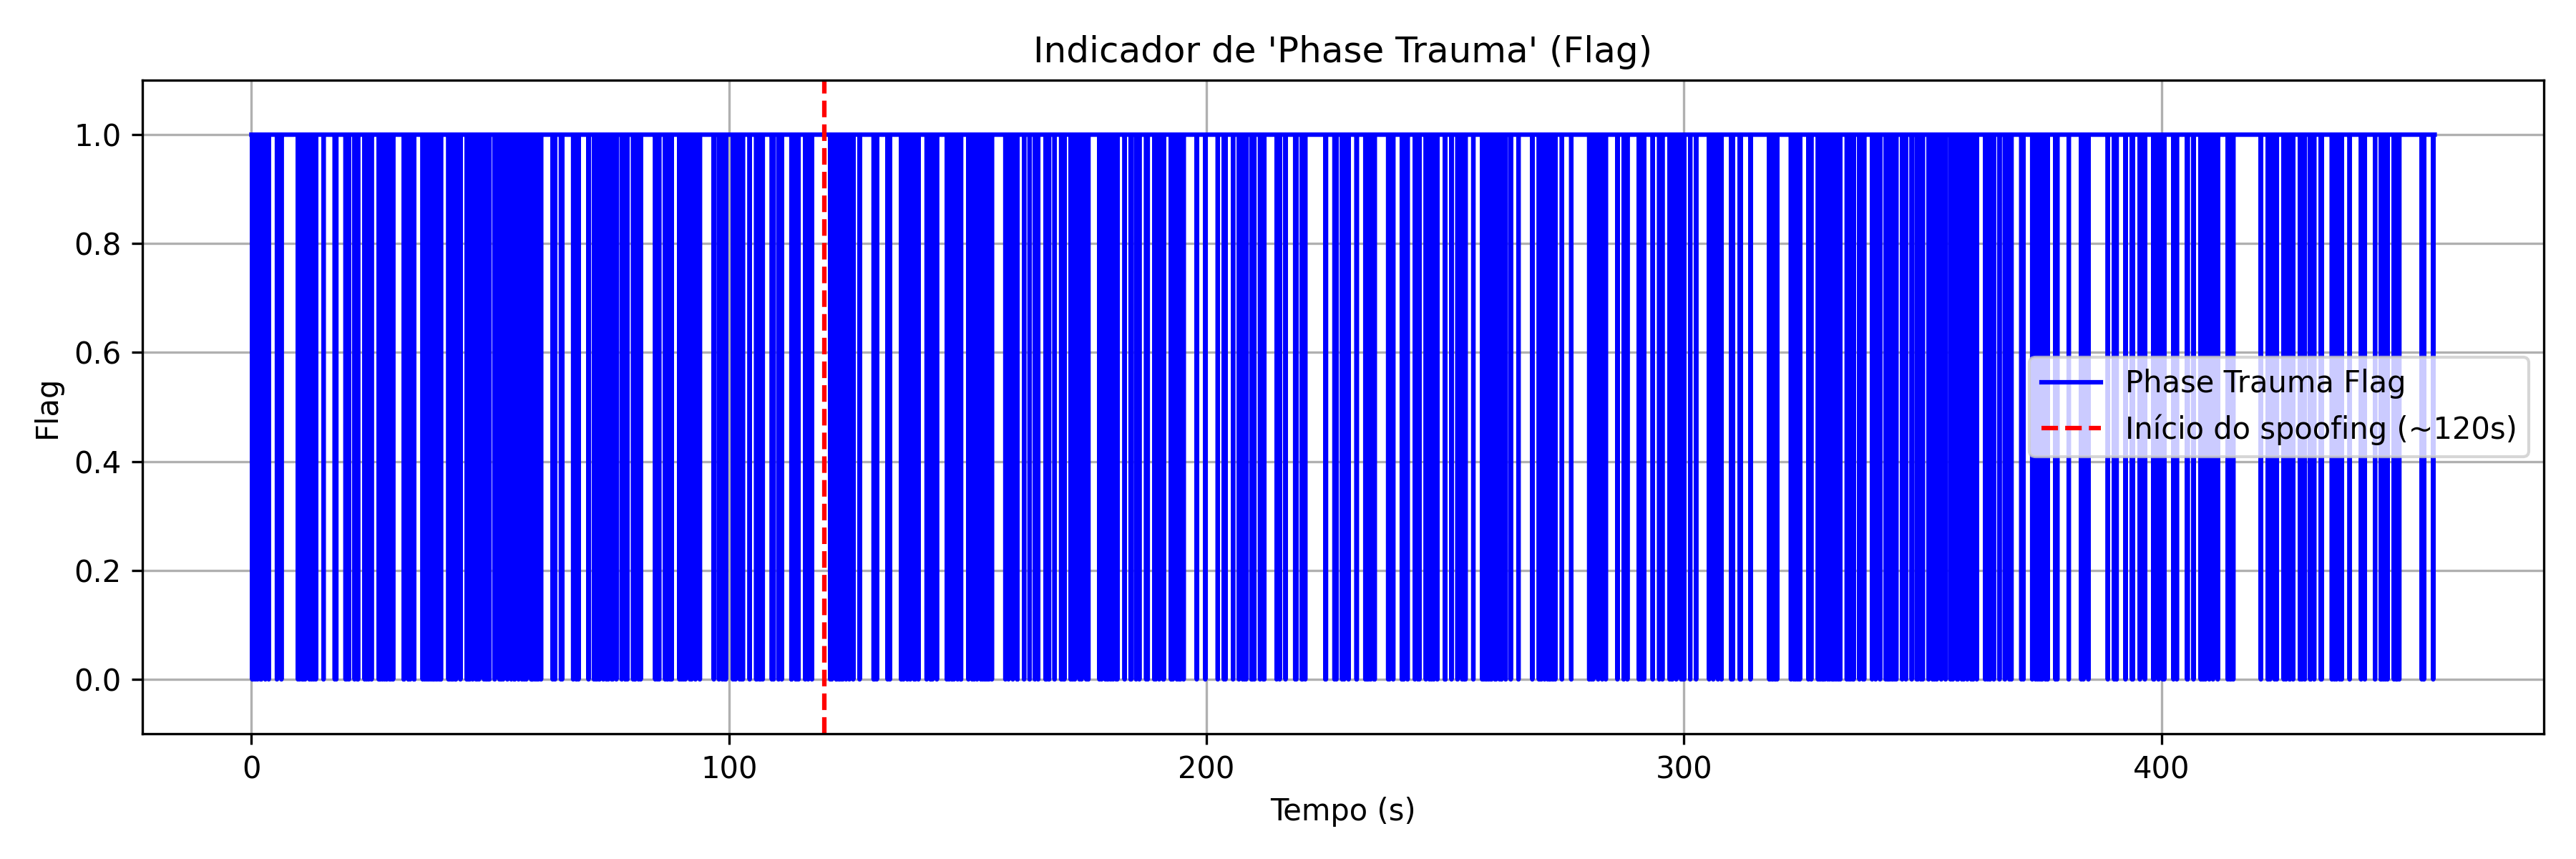 Indicador de 'Phase Trauma' (Flag)
1.0
0.8
0.6
0.4
0.2
0.0
Flag
Phase Trauma Flag
Início do spoofing (~120s)
0 100 200 300 400
Tempo (s)